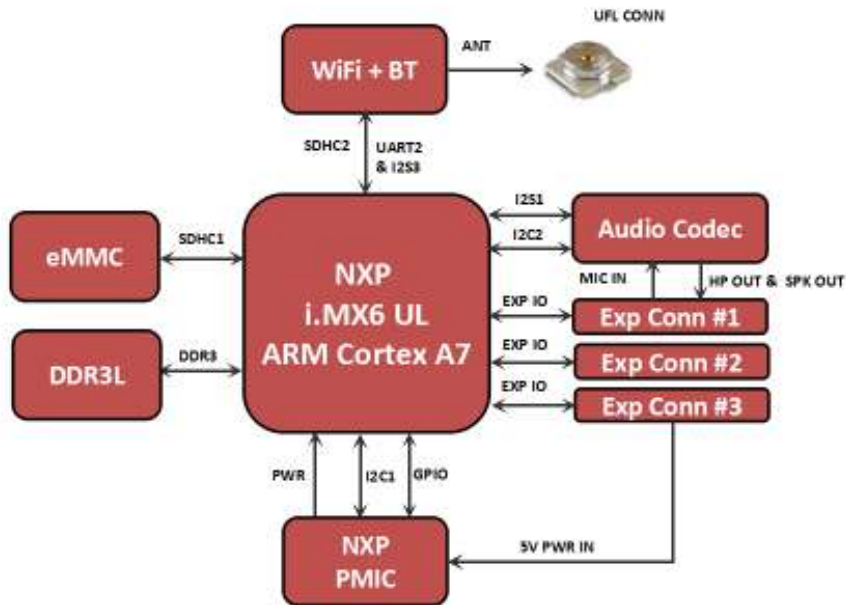 UFL CONN
ANT
WiFi + BT
SDHC2
UART2
& I2S3
I2S1
Audio Codec
I2C2
eMMC
SDHC1
NXP
i.MX6 UL
ARM Cortex A7
MIC IN
HP OUT & SPK OUT
EXP IO
Exp Conn #1
DDR3L
DDR3
EXP IO
Exp Conn #2
EXP IO
Exp Conn #3
PWR
I2C1
GPIO
NXP
PMIC
5V PWR IN